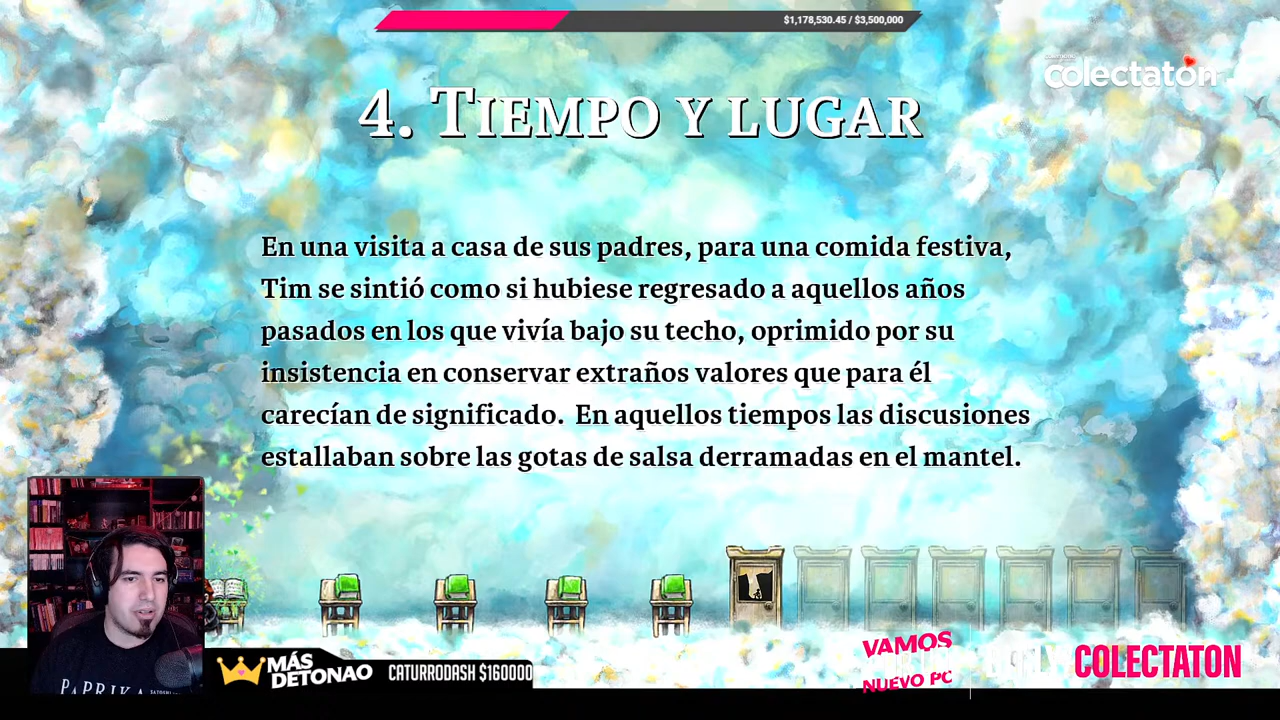 $1,178,530.45 / $3,500,000
colectatón
4. TIEMPO Y LUGAR
En una visita a casa de sus padres, para una comida festiva,
Tim se sintió como si hubiese regresado a aquellos años
pasados en los que vivía bajo su techo, oprimido por su
insistencia en conservar extraños valores que para él
carecían de significado.  En aquellos tiempos las discusiones
estallaban sobre las gotas de salsa derramadas en el mantel.
PAPRIKA
MÁS
DETONAO
CATURRODASH $160000
VAMOS
NUEVO PC
COLECTATON